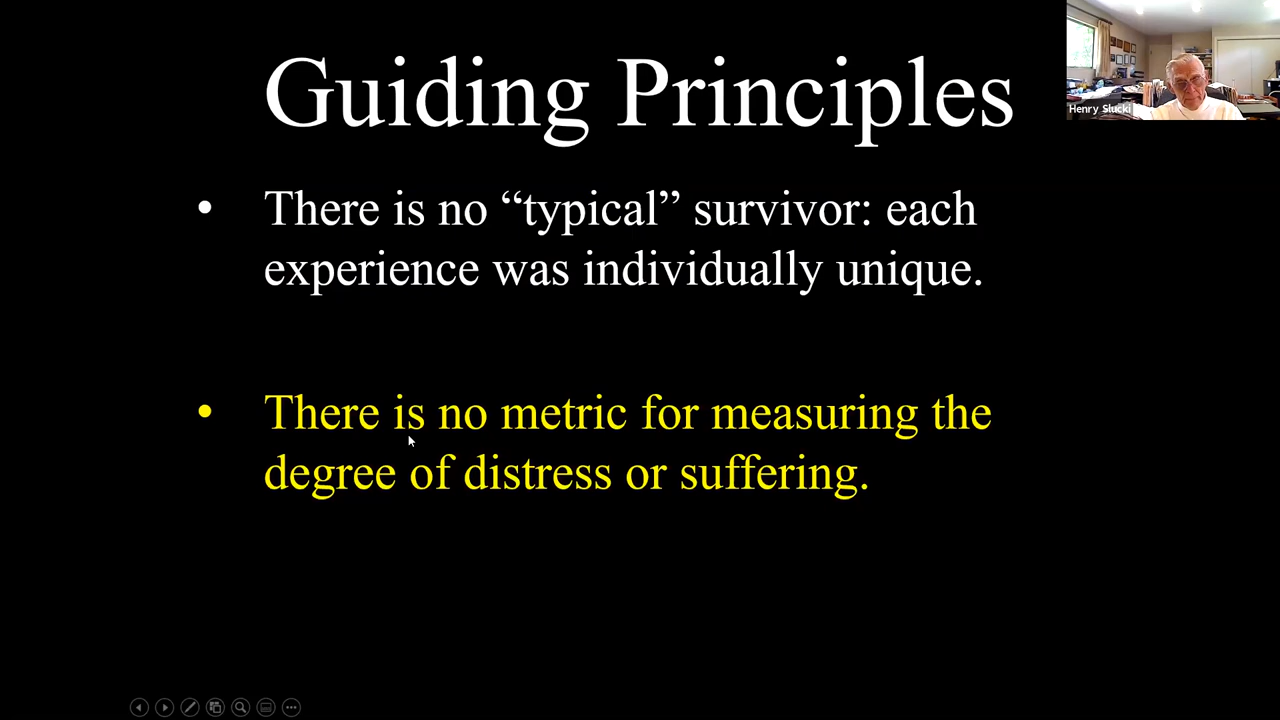 Guiding Principles
Henry Slucki
• There is no “typical” survivor: each
experience was individually unique.
• There is no metric for measuring the
degree of distress or suffering.